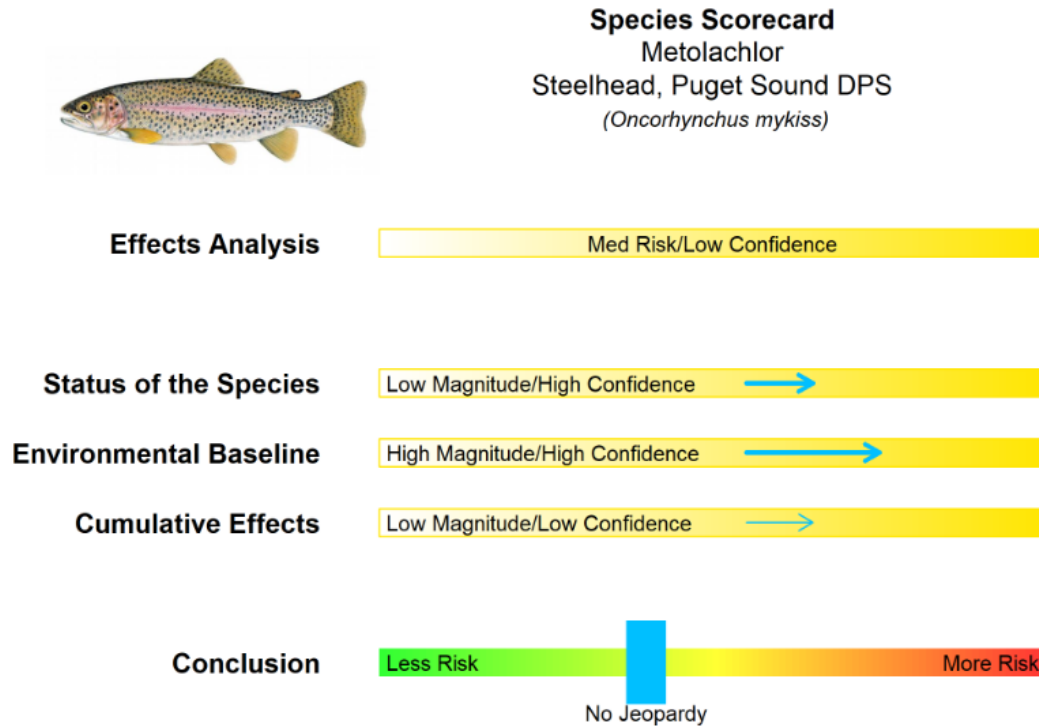 Species Scorecard
Metolachlor
Steelhead, Puget Sound DPS
(Oncorhynchus mykiss)
Effects Analysis
Med Risk/Low Confidence
Status of the Species
Low Magnitude/High Confidence
Environmental Baseline
High Magnitude/High Confidence
Cumulative Effects
Low Magnitude/Low Confidence
Conclusion
Less Risk
More Risk
No Jeopardy